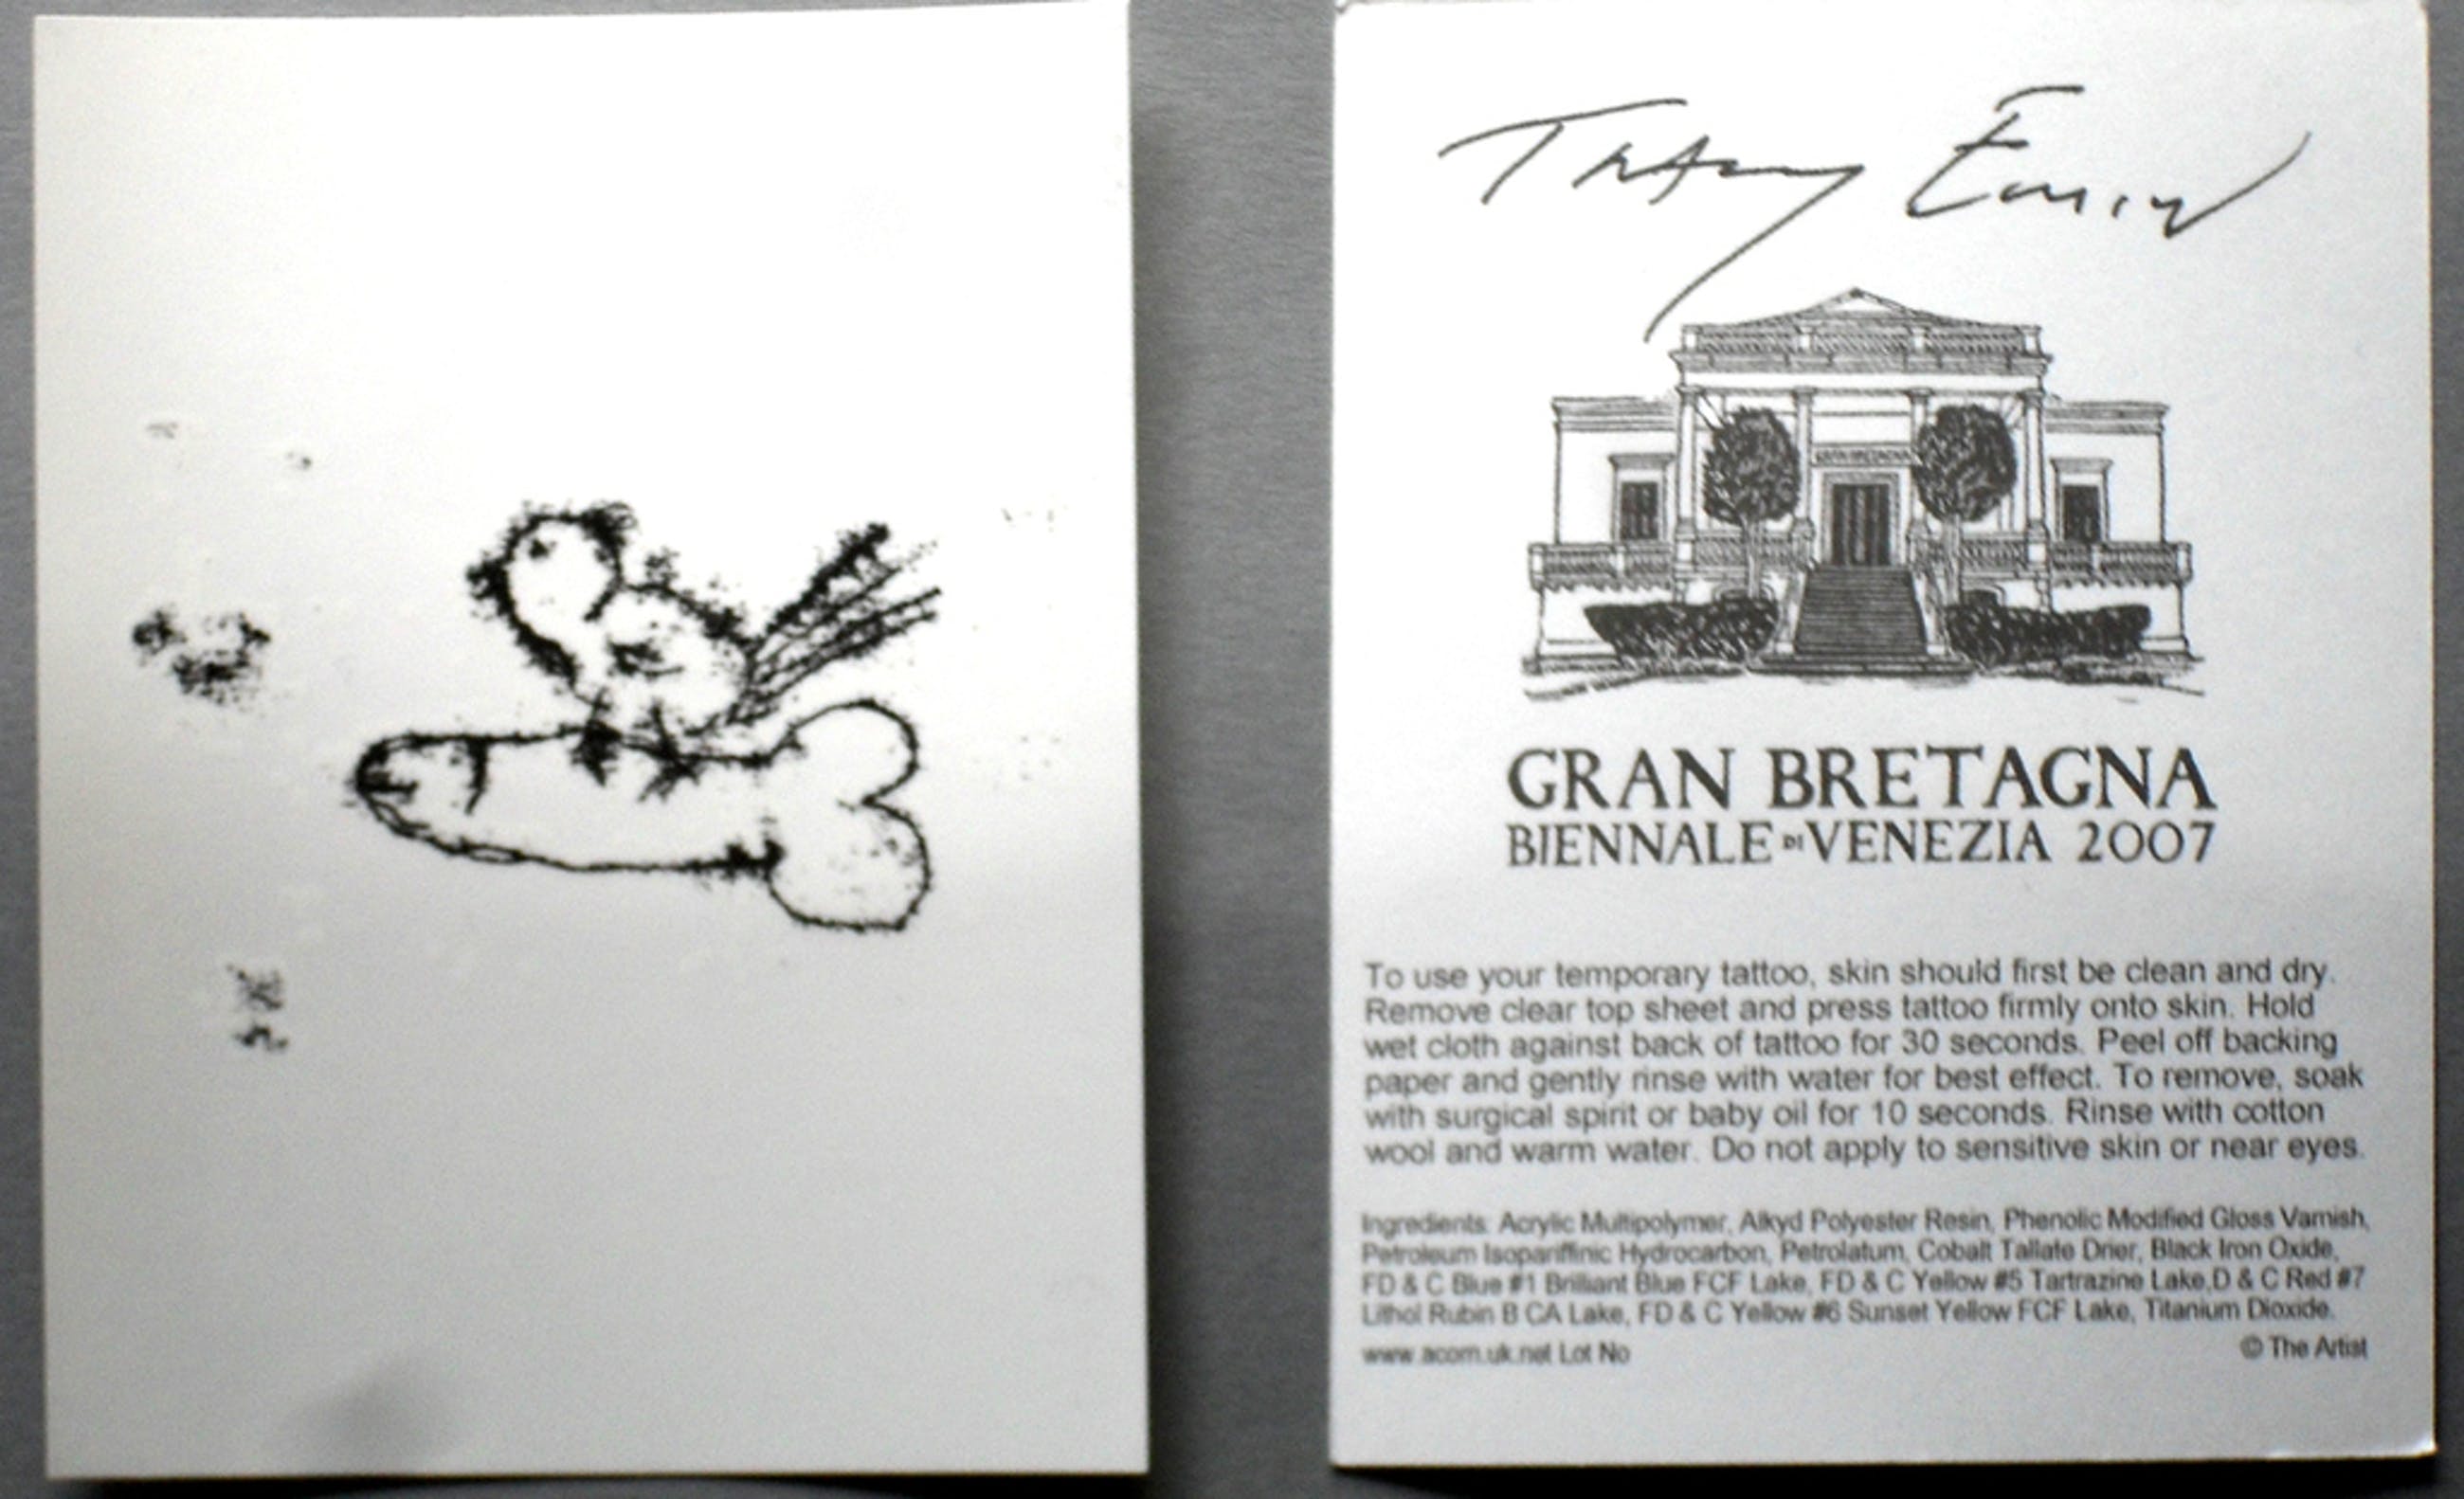 Tracey Emin
GRAN BRETAGNA
GRAN BRETAGNA
BIENNALE DI VENEZIA 2007
To use your temporary tattoo, skin should first be clean and dry.
Remove clear top sheet and press tattoo firmly onto skin. Hold
wet cloth against back of tattoo for 30 seconds. Peel off backing
paper and gently rinse with water for best effect. To remove, soak
with surgical spirit or baby oil for 10 seconds. Rinse with cotton
wool and warm water. Do not apply to sensitive skin or near eyes.
Ingredients: Acrylic Multipolymer, Alkyd Polyester Resin, Phenolic Modified Gloss Varnish,
Petroleum Isopariffinic Hydrocarbon, Petrolatum, Cobalt Tallate Drier, Black Iron Oxide,
FD & C Blue #1 Brilliant Blue FCF Lake, FD & C Yellow #5 Tartrazine Lake,D & C Red #7
Lithol Rubin B CA Lake, FD & C Yellow #6 Sunset Yellow FCF Lake, Titanium Dioxide.
www.acorn.uk.net Lot No
© The Artist